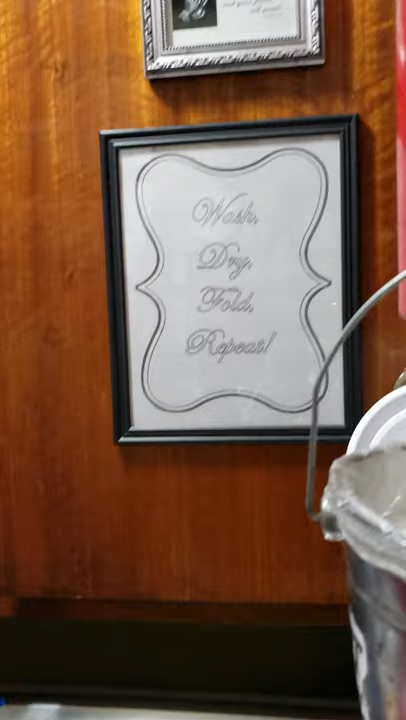 Wash,
Dry,
Fold,
Repeat!